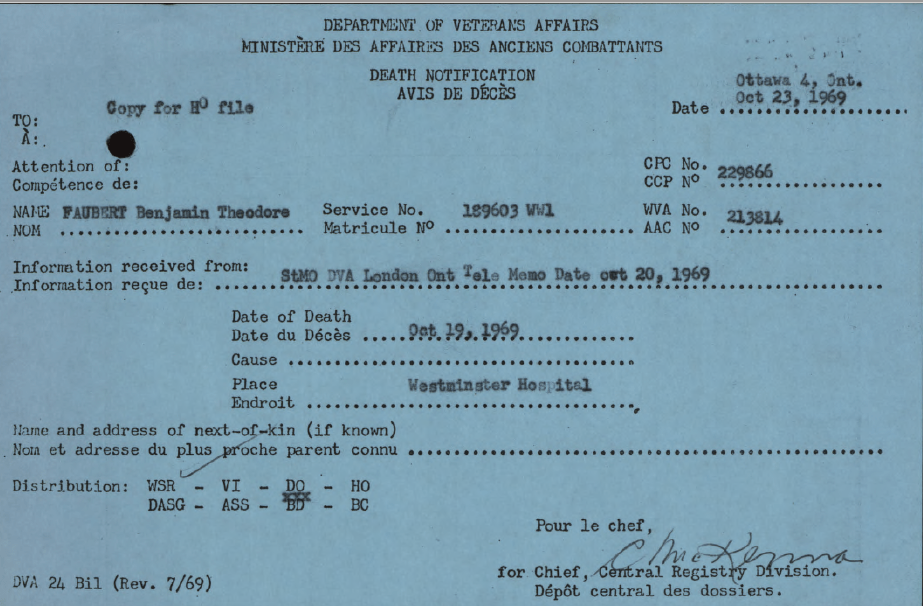 DEPARTMENT OF VETERANS AFFAIRS
MINISTÈRE DES AFFAIRES DES ANCIENS COMBATTANTS
DEATH NOTIFICATION
AVIS DE DÉCÈS
Ottawa 4, Ont.
Date Oct 23, 1969
TO: Copy for HO file
À:
Attention of:
Compétence de:
CPC No. 229866
CCP Nº
NAME FAUBERT Benjamin Theodore Service No. 189603 WW1 WVA No. 213814
NOM Matricule Nº AAC Nº
Information received from:
Information reçue de: StMO DVA London Ont Tele Memo Date oct 20, 1969
Date of Death
Date du Décès Oct 19, 1969
Cause
Place Westminster Hospital
Endroit
Name and address of next-of-kin (if known)
Nom et adresse du plus proche parent connu
Distribution: WSR - VI - DO - HO
DASG - ASS - BD - BC
Pour le chef,
C McKenna
for Chief, Central Registry Division.
Dépôt central des dossiers.
DVA 24 Bil (Rev. 7/69)